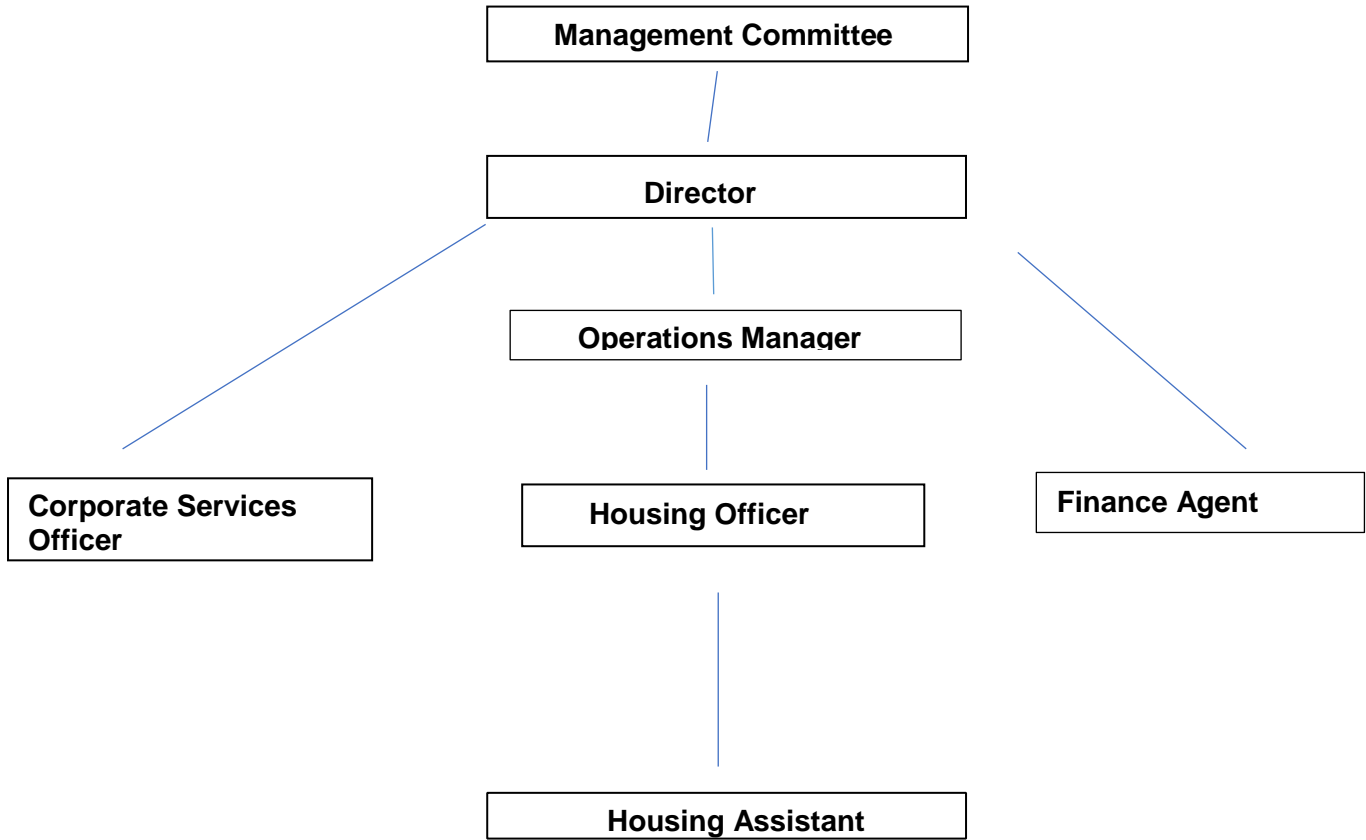 Management Committee
Director
Operations Manager
Corporate Services
Officer
Housing Officer
Finance Agent
Housing Assistant